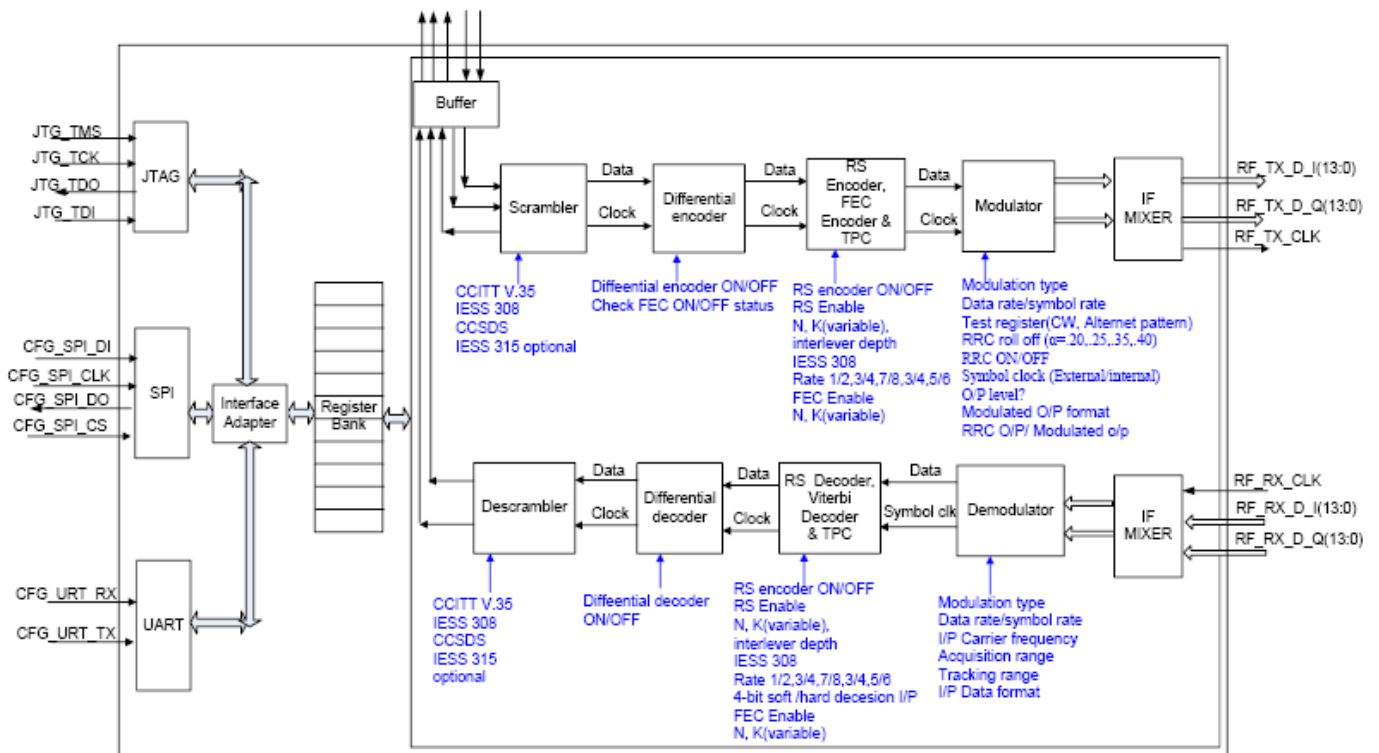 Buffer
JTG_TMS
JTG_TCK
JTG_TDO
JTG_TDI
JTAG
Scrambler
Data
Clock
Differential
encoder
Data
Clock
RS
Encoder,
FEC
Encoder &
TPC
Data
Clock
Modulator
IF
MIXER
RF_TX_D_I(13:0)
RF_TX_D_Q(13:0)
RF_TX_CLK
CCITT V.35
IESS 308
CCSDS
IESS 315 optional
Diffeential encoder ON/OFF
Check FEC ON/OFF status
RS encoder ON/OFF
RS Enable
N, K(variable),
interlever depth
IESS 308
Rate 1/2,3/4,7/8,3/4,5/6
FEC Enable
N, K(variable)
Modulation type
Data rate/symbol rate
Test register(CW, Alternet pattern)
RRC roll off (α=.20,.25,.35,.40)
RRC ON/OFF
Symbol clock (External/internal)
O/P level?
Modulated O/P format
RRC O/P/ Modulated o/p
CFG_SPI_DI
CFG_SPI_CLK
CFG_SPI_DO
CFG_SPI_CS
SPI
Interface
Adapter
Register
Bank
Descrambler
Data
Clock
Differential
decoder
Data
Clock
RS Decoder,
Viterbi
Decoder
& TPC
Data
Symbol clk
Demodulator
IF
MIXER
RF_RX_CLK
RF_RX_D_I(13:0)
RF_RX_D_Q(13:0)
CCITT V.35
IESS 308
CCSDS
IESS 315
optional
Diffeential decoder
ON/OFF
RS encoder ON/OFF
RS Enable
N, K(variable),
interlever depth
IESS 308
Rate 1/2,3/4,7/8,3/4,5/6
4-bit soft /hard decesion I/P
FEC Enable
N, K(variable)
Modulation type
Data rate/symbol rate
I/P Carrier frequency
Acquisition range
Tracking range
I/P Data format
CFG_URT_RX
CFG_URT_TX
UART